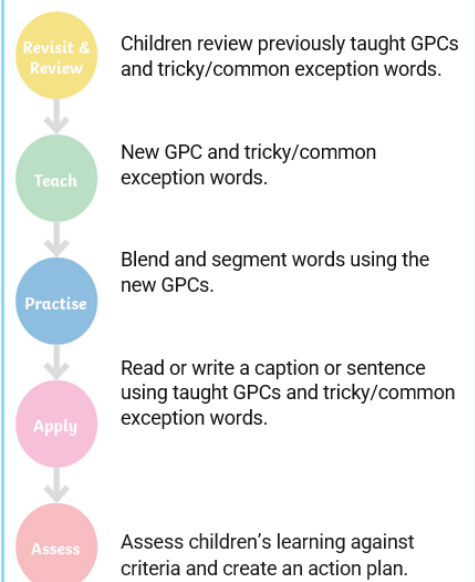 Revisit &
Review
Children review previously taught GPCs
and tricky/common exception words.
Teach
New GPC and tricky/common
exception words.
Practise
Blend and segment words using the
new GPCs.
Apply
Read or write a caption or sentence
using taught GPCs and tricky/common
exception words.
Assess
Assess children’s learning against
criteria and create an action plan.